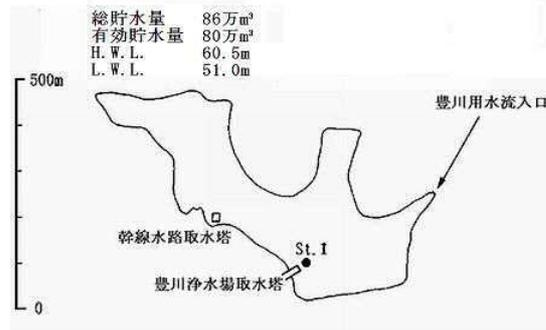 総貯水量 86万m³
有効貯水量 80万m³
H.W.L. 60.5m
L.W.L. 51.0m
500m
豊川用水流入口
幹線水路取水塔
St.1
豊川浄水場取水塔
0